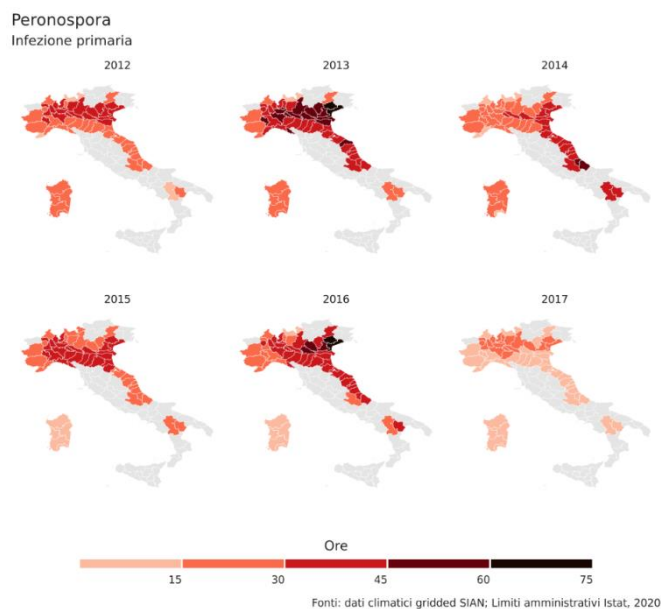 Peronospora
Infezione primaria
2012
2013
2014
2015
2016
2017
Ore
15
30
45
60
75
Fonti: dati climatici gridded SIAN; Limiti amministrativi Istat, 2020